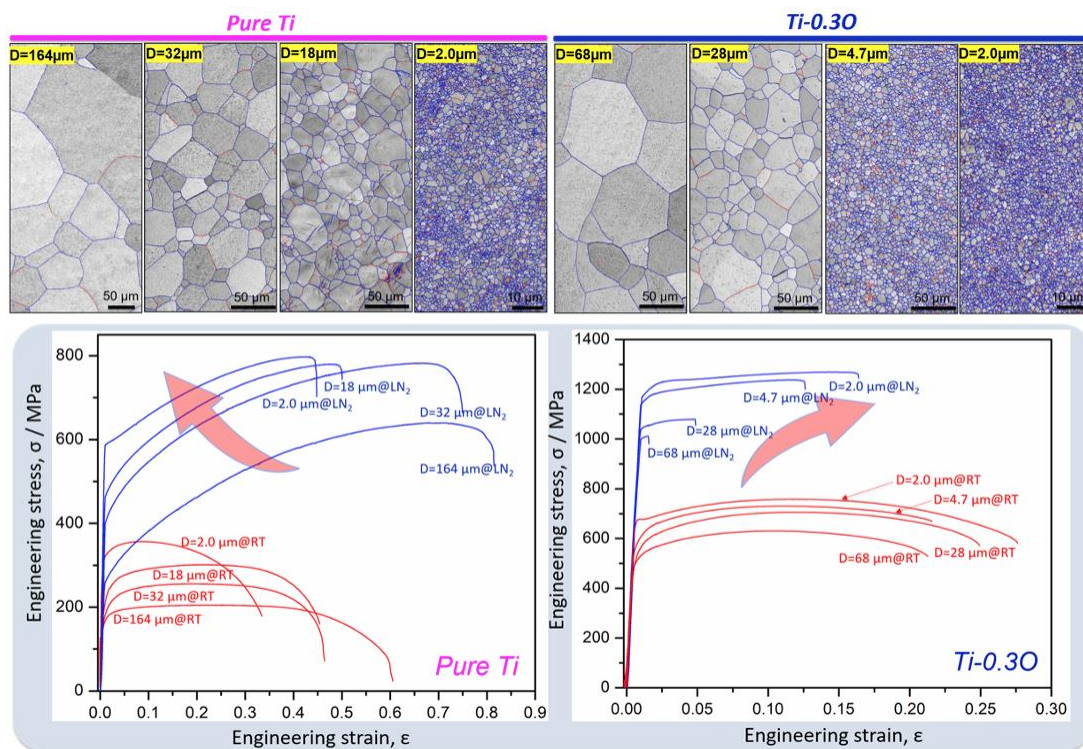 Pure Ti
Ti-0.3O
D=164µm
D=32µm
D=18µm
D=2.0µm
D=68µm
D=28µm
D=4.7µm
D=2.0µm
50 µm
50 µm
50 µm
10 µm
50 µm
50 µm
50 µm
10 µm
Engineering stress, σ / MPa
800
600
400
200
0
D=18 µm@LN₂
D=2.0 µm@LN₂
D=32 µm@LN₂
D=164 µm@LN₂
D=2.0 µm@RT
D=18 µm@RT
D=32 µm@RT
D=164 µm@RT
Pure Ti
0.0 0.1 0.2 0.3 0.4 0.5 0.6 0.7 0.8 0.9
Engineering strain, ε
Engineering stress, σ / MPa
1400
1200
1000
800
600
400
200
0
D=2.0 µm@LN₂
D=4.7 µm@LN₂
D=28 µm@LN₂
D=68 µm@LN₂
D=2.0 µm@RT
D=4.7 µm@RT
D=28 µm@RT
D=68 µm@RT
Ti-0.3O
0.00 0.05 0.10 0.15 0.20 0.25 0.30
Engineering strain, ε